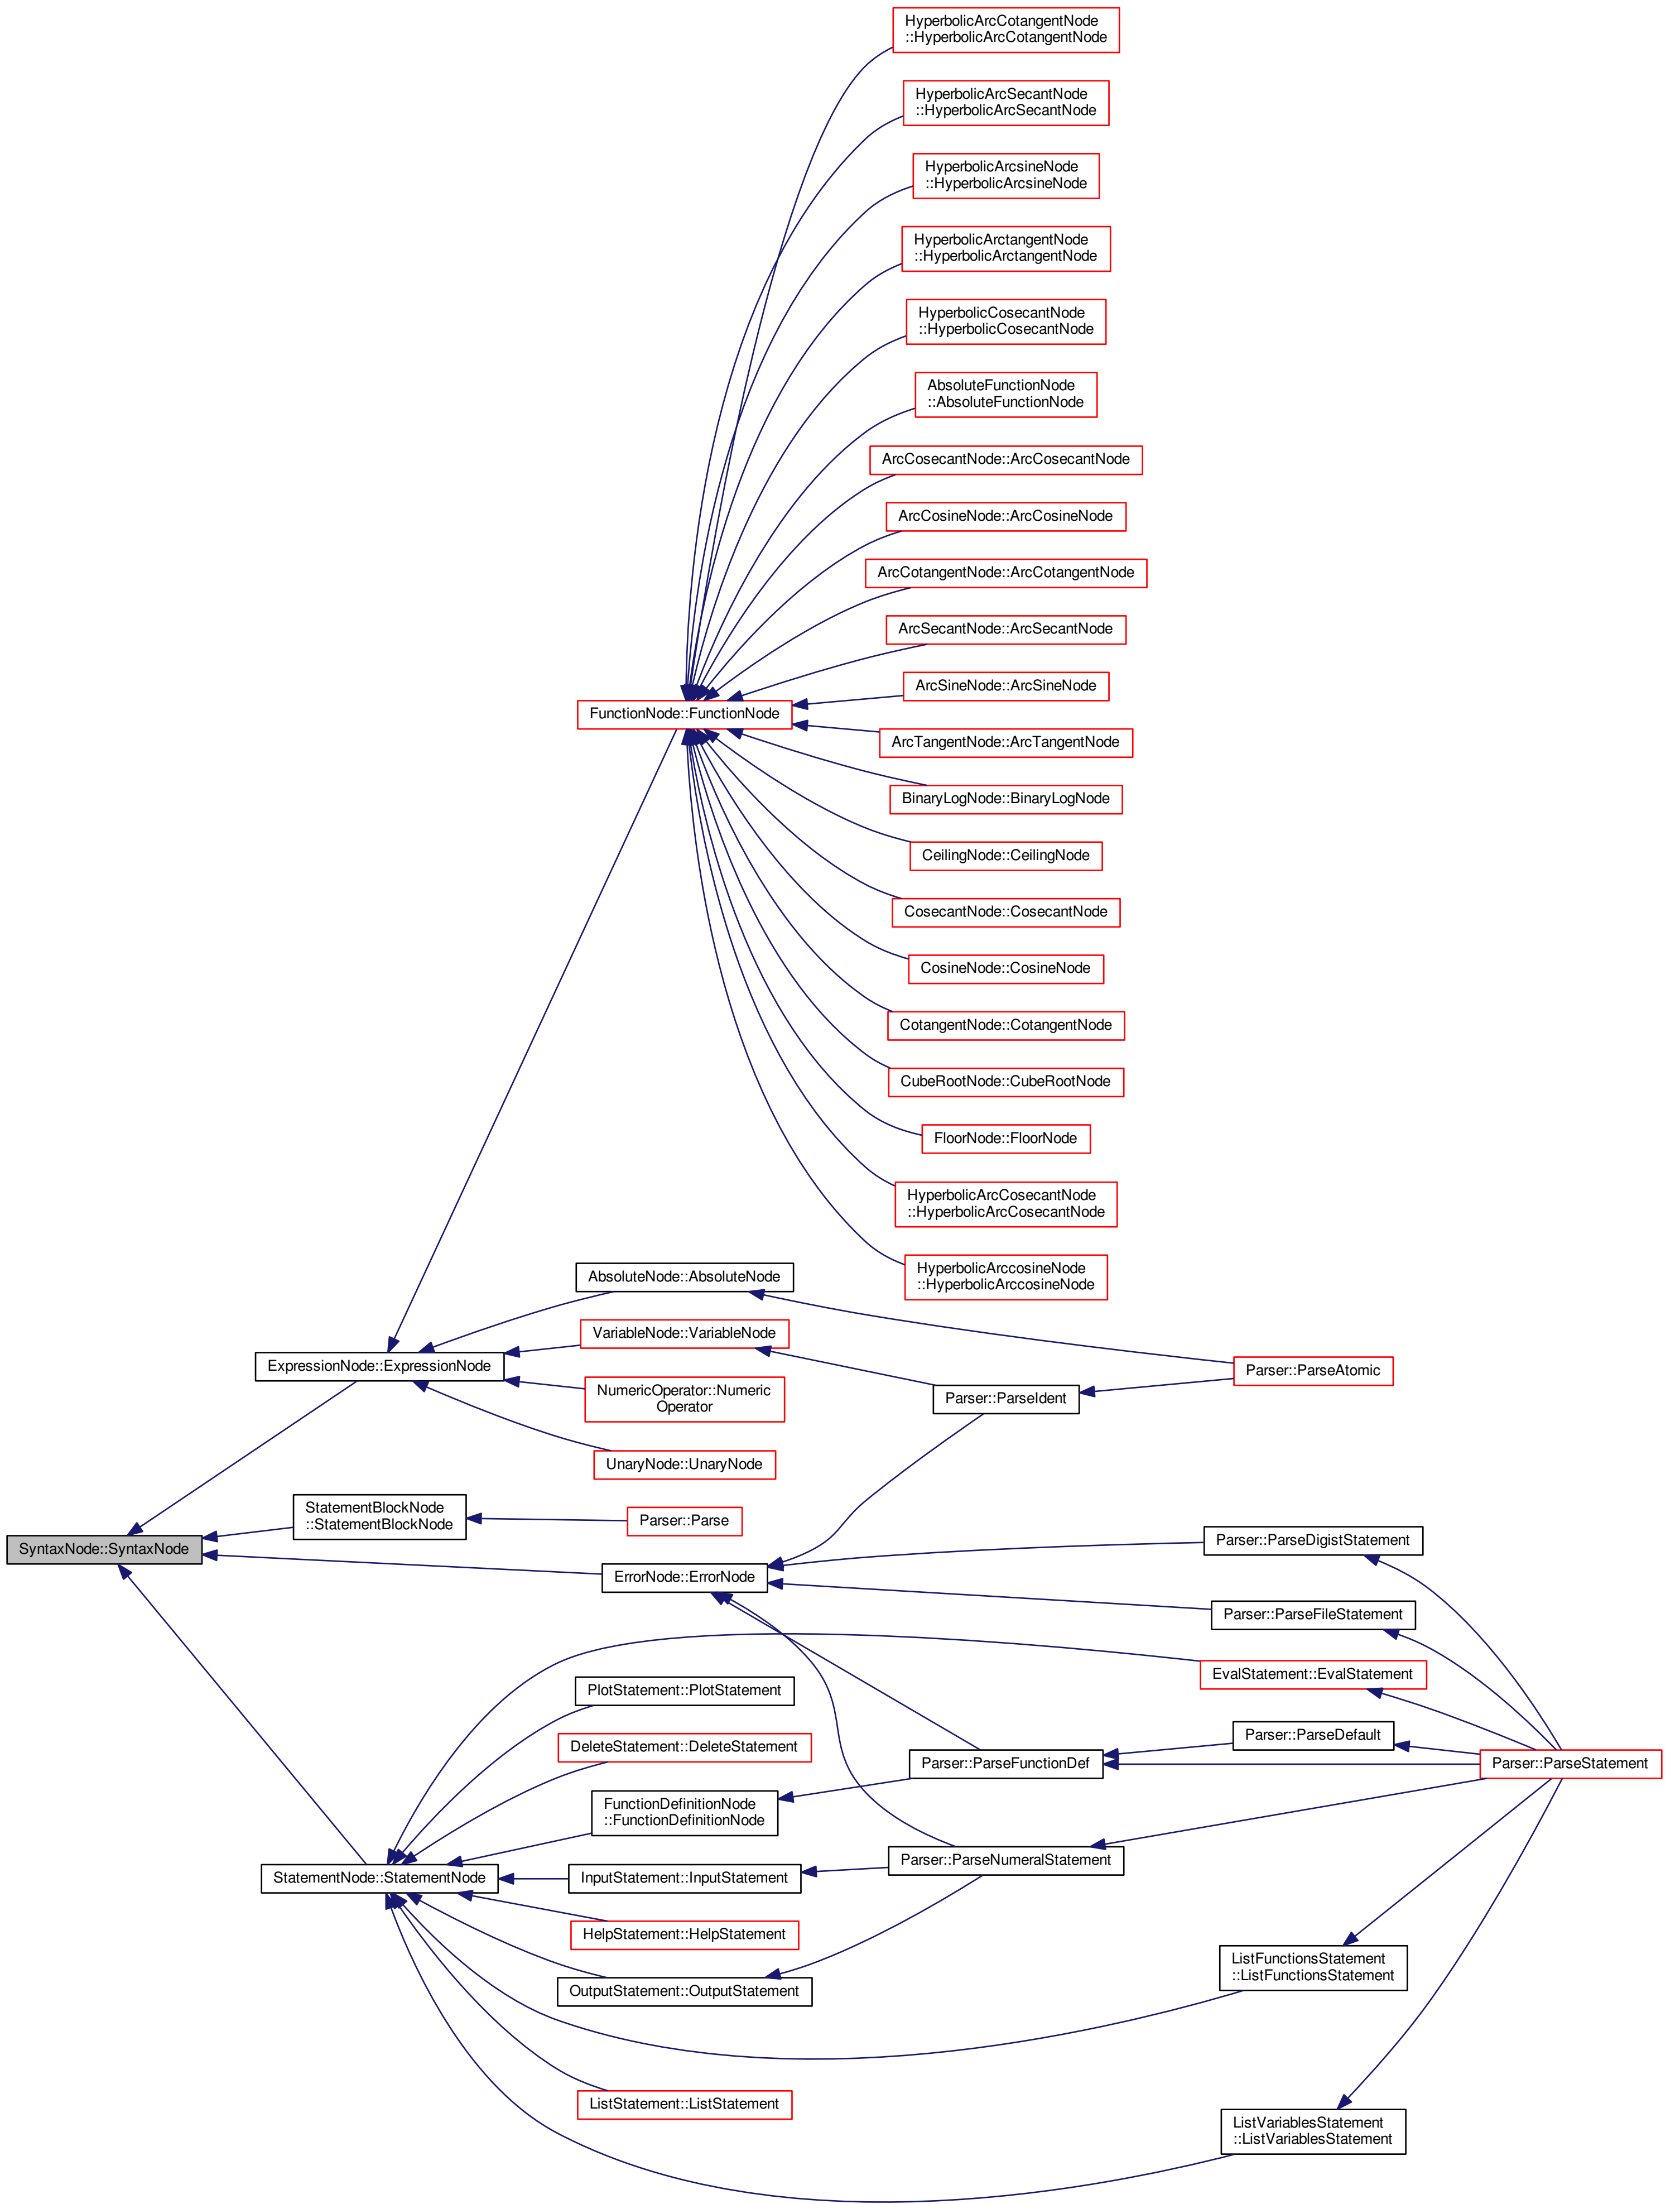 HyperbolicArcCotangentNode
::HyperbolicArcCotangentNode
HyperbolicArcSecantNode
::HyperbolicArcSecantNode
HyperbolicArcsineNode
::HyperbolicArcsineNode
HyperbolicArctangentNode
::HyperbolicArctangentNode
HyperbolicCosecantNode
::HyperbolicCosecantNode
AbsoluteFunctionNode
::AbsoluteFunctionNode
ArcCosecantNode::ArcCosecantNode
ArcCosineNode::ArcCosineNode
ArcCotangentNode::ArcCotangentNode
ArcSecantNode::ArcSecantNode
ArcSineNode::ArcSineNode
FunctionNode::FunctionNode
ArcTangentNode::ArcTangentNode
BinaryLogNode::BinaryLogNode
CeilingNode::CeilingNode
CosecantNode::CosecantNode
CosineNode::CosineNode
CotangentNode::CotangentNode
CubeRootNode::CubeRootNode
FloorNode::FloorNode
HyperbolicArcCosecantNode
::HyperbolicArcCosecantNode
HyperbolicArccosineNode
::HyperbolicArccosineNode
AbsoluteNode::AbsoluteNode
VariableNode::VariableNode
ExpressionNode::ExpressionNode
Parser::ParseAtomic
NumericOperator::Numeric
Operator
Parser::ParseIdent
UnaryNode::UnaryNode
StatementBlockNode
::StatementBlockNode
Parser::Parse
SyntaxNode::SyntaxNode
Parser::ParseDigistStatement
ErrorNode::ErrorNode
Parser::ParseFileStatement
EvalStatement::EvalStatement
PlotStatement::PlotStatement
DeleteStatement::DeleteStatement
Parser::ParseDefault
Parser::ParseFunctionDef
Parser::ParseStatement
FunctionDefinitionNode
::FunctionDefinitionNode
Parser::ParseNumeralStatement
StatementNode::StatementNode
InputStatement::InputStatement
HelpStatement::HelpStatement
ListFunctionsStatement
::ListFunctionsStatement
OutputStatement::OutputStatement
ListStatement::ListStatement
ListVariablesStatement
::ListVariablesStatement